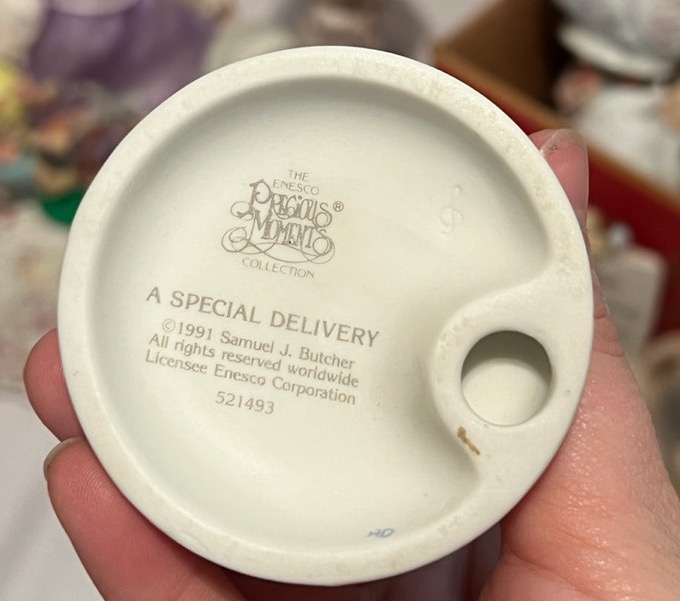 THE
ENESCO
PRECIOUS®
MOMENTS
COLLECTION
A SPECIAL DELIVERY
©1991 Samuel J. Butcher
All rights reserved worldwide
Licensee Enesco Corporation
521493